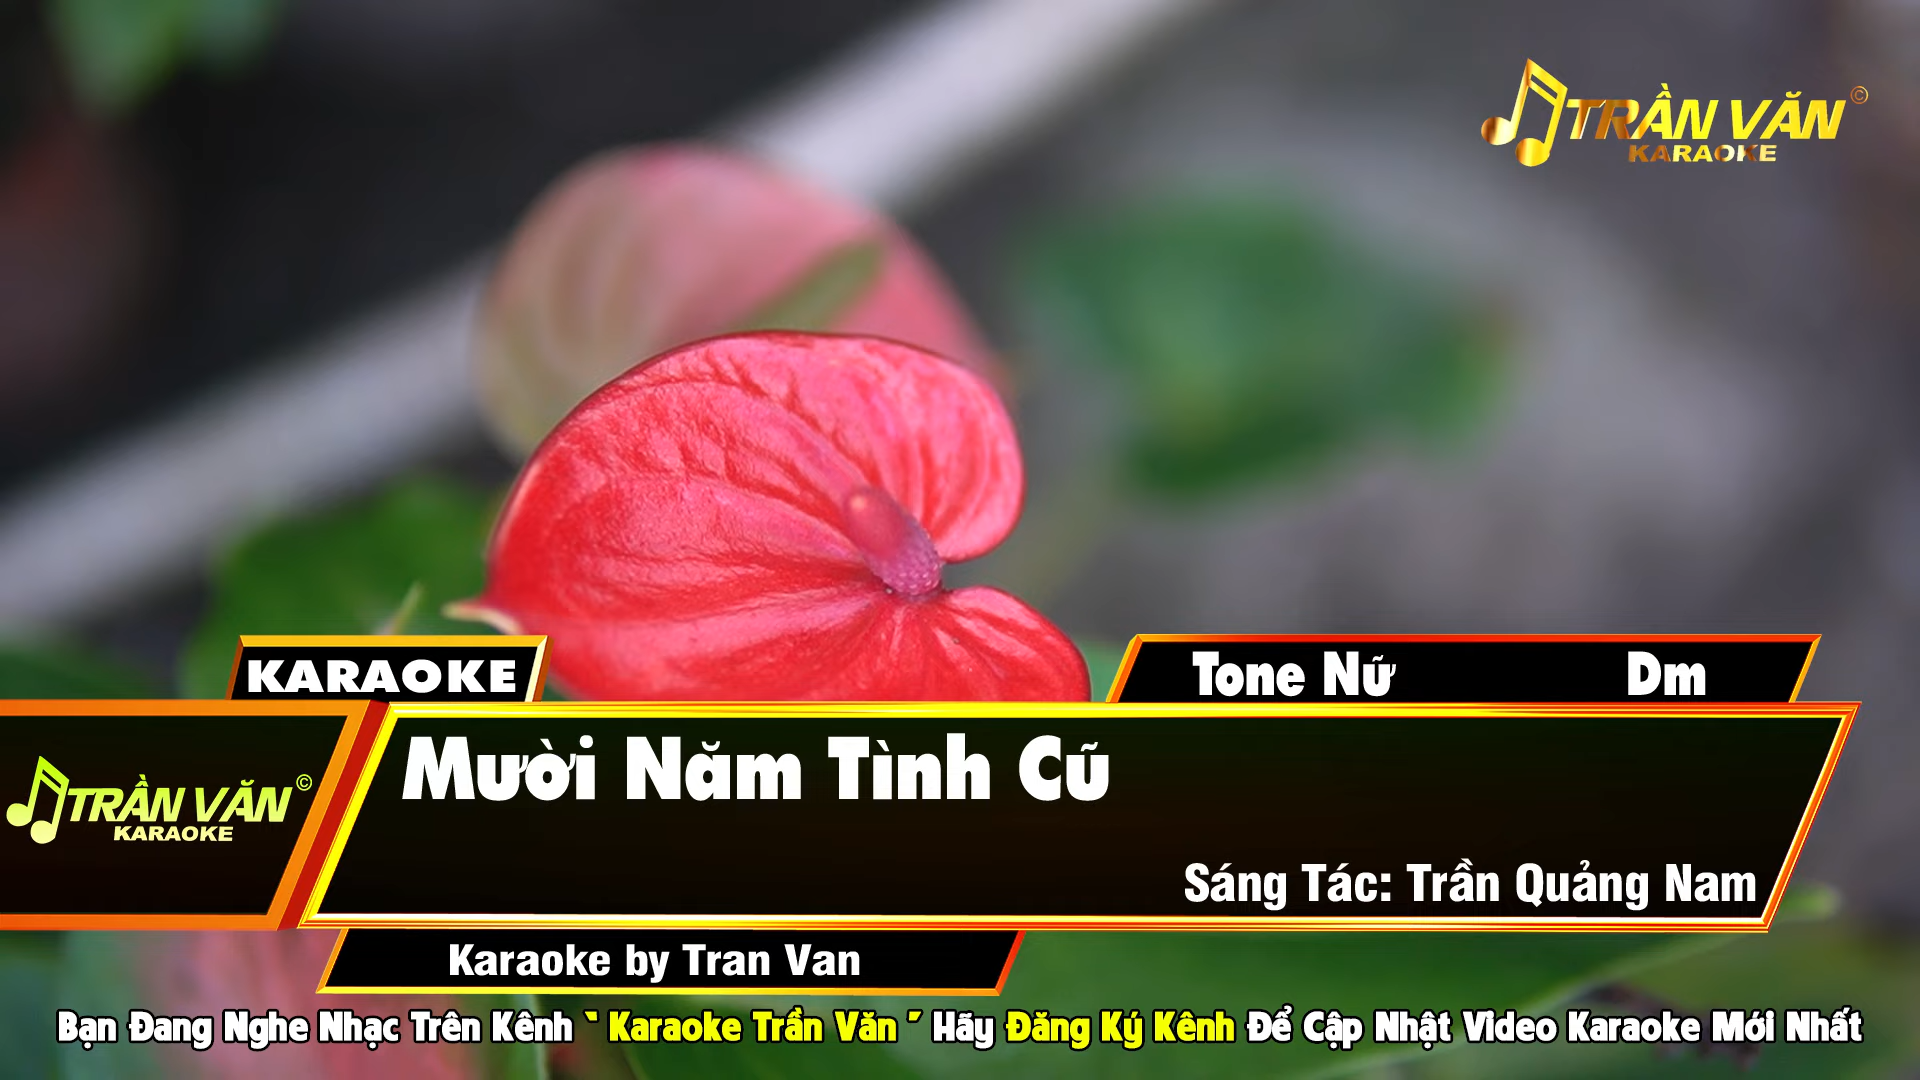 TRẦN VĂN ©
KARAOKE
KARAOKE
Tone Nữ Dm
TRẦN VĂN ©
KARAOKE
Mười Năm Tình Cũ
Sáng Tác: Trần Quảng Nam
Karaoke by Tran Van
Bạn Đang Nghe Nhạc Trên Kênh " Karaoke Trần Văn " Hãy Đăng Ký Kênh Để Cập Nhật Video Karaoke Mới Nhất